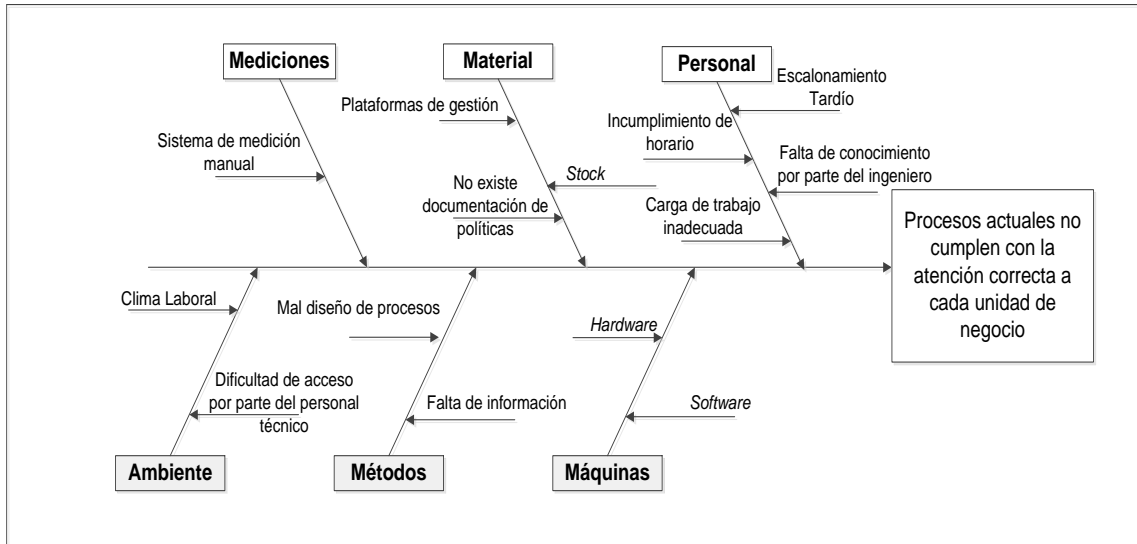 Mediciones
Material
Personal
Escalonamiento
Tardío
Plataformas de gestión
Incumplimiento de
horario
Sistema de medición
manual
Falta de conocimiento
por parte del ingeniero
Stock
No existe
documentación de
políticas
Carga de trabajo
inadecuada
Procesos actuales no
cumplen con la
atención correcta a
cada unidad de
negocio
Clima Laboral
Mal diseño de procesos
Hardware
Dificultad de acceso
por parte del personal
técnico
Falta de información
Software
Ambiente
Métodos
Máquinas